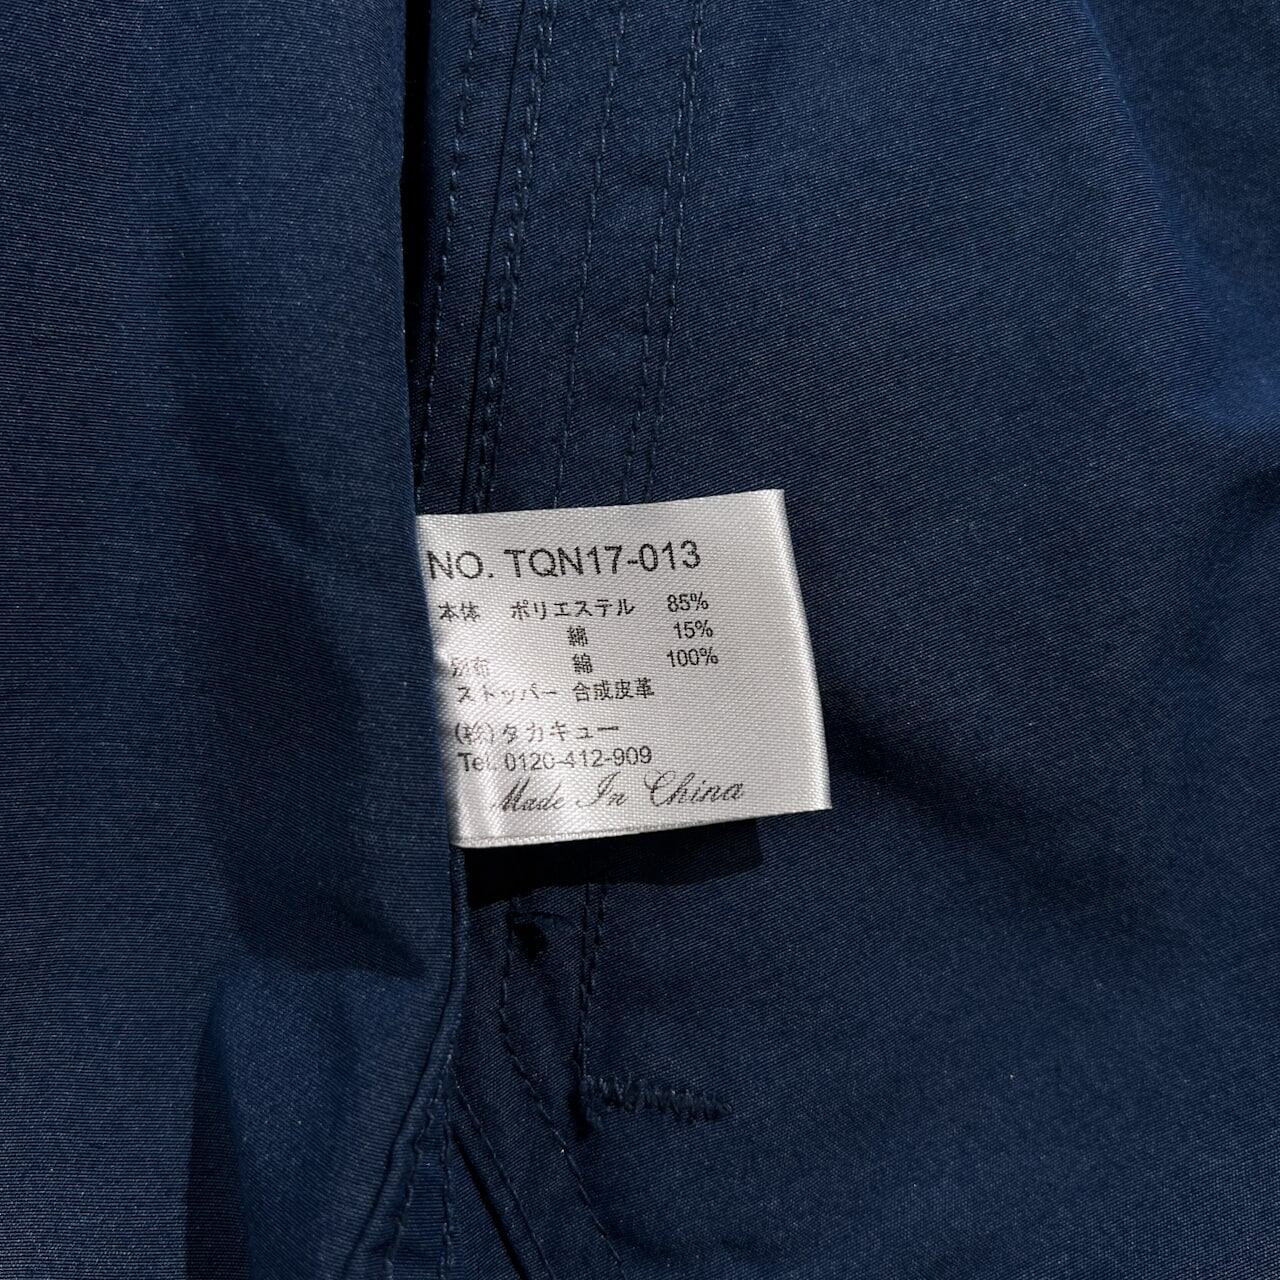 NO. TQN17-013
本体 ポリエステル 85%
綿 15%
別布 綿 100%
ストッパー 合成皮革
(株)タカキュー
Tel. 0120-412-909
Made In China